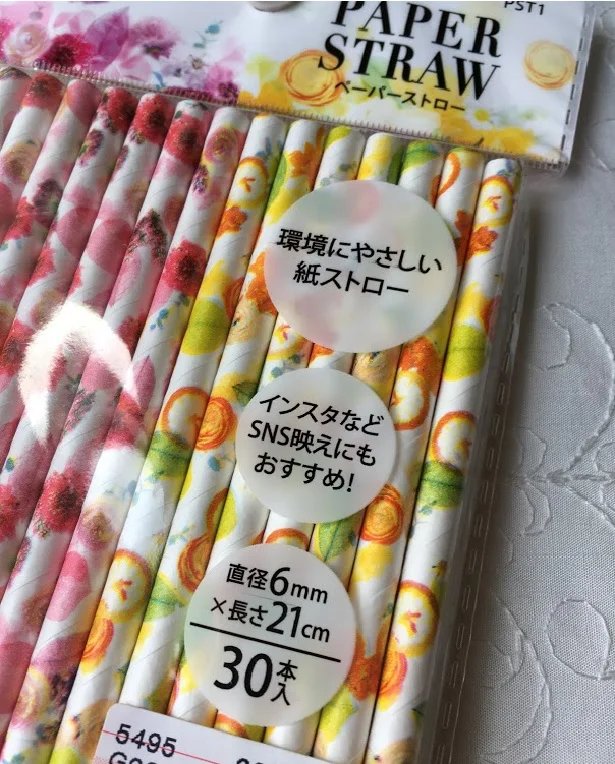 PST1
PAPER
STRAW
ペーパーストロー
環境にやさしい
紙ストロー
インスタなど
SNS映えにも
おすすめ!
直径6mm
×長さ21cm
30本入
5495